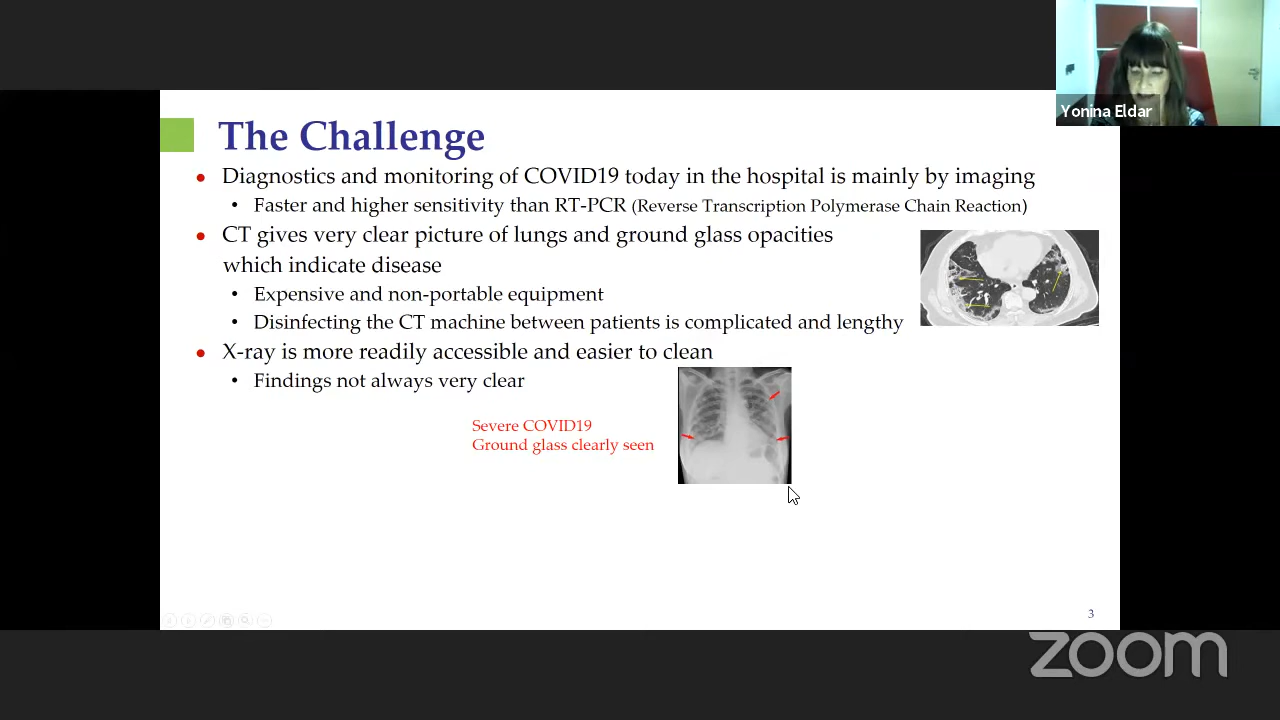 Yonina Eldar
The Challenge
• Diagnostics and monitoring of COVID19 today in the hospital is mainly by imaging
• Faster and higher sensitivity than RT-PCR (Reverse Transcription Polymerase Chain Reaction)
• CT gives very clear picture of lungs and ground glass opacities
which indicate disease
• Expensive and non-portable equipment
• Disinfecting the CT machine between patients is complicated and lengthy
• X-ray is more readily accessible and easier to clean
• Findings not always very clear
Severe COVID19
Ground glass clearly seen
3
zoom